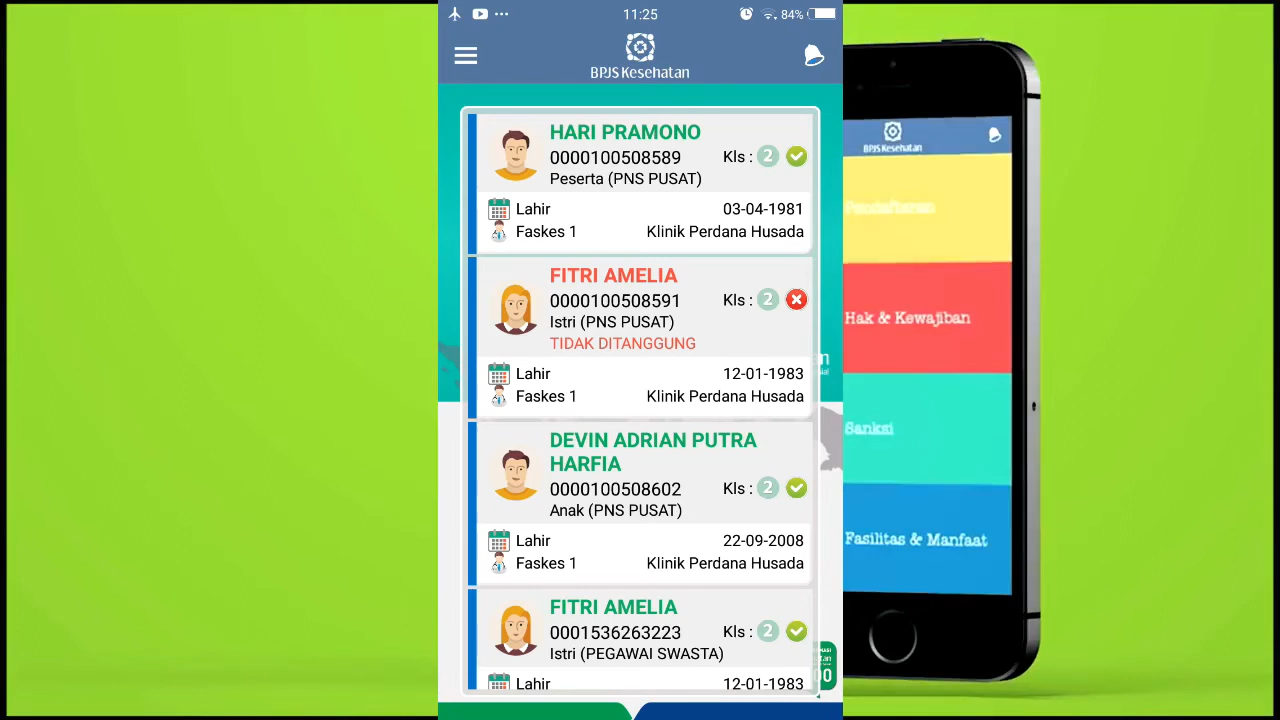 11:25
84%
BPJS Kesehatan
HARI PRAMONO
0000100508589
Kls : 2
Peserta (PNS PUSAT)
Lahir 03-04-1981
Faskes 1 Klinik Perdana Husada
FITRI AMELIA
0000100508591
Kls : 2
Istri (PNS PUSAT)
TIDAK DITANGGUNG
Lahir 12-01-1983
Faskes 1 Klinik Perdana Husada
DEVIN ADRIAN PUTRA
HARFIA
0000100508602
Kls : 2
Anak (PNS PUSAT)
Lahir 22-09-2008
Faskes 1 Klinik Perdana Husada
FITRI AMELIA
0001536263223
Kls : 2
Istri (PEGAWAI SWASTA)
Lahir 12-01-1983
BPJS Kesehatan
Pendaftaran
Hak & Kewajiban
Sanksi
Fasilitas & Manfaat